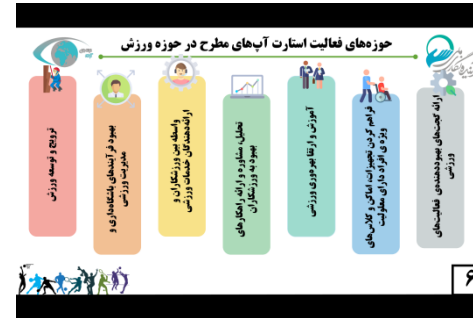 حوزه‌های فعالیت استارت آپ‌های مطرح در حوزه ورزش
ارائه گجت‌های بهبوددهنده‌ی فعالیت‌های
ورزشی
فراهم کردن تجهیزات، اماکن و کلاس‌های
ویژه ی افراد دارای معلولیت
آموزش و ارتقا بهره‌وری ورزشی
تحلیل، مشاوره و ارائه راهکارهای
بهبود به ورزشکاران
واسطه بین ورزشکاران و
ارائه‌دهندگان خدمات ورزشی
بهبود فرآیندهای باشگاه‌داری و
مدیریت ورزشی
ترویج و توسعه ورزش
۶